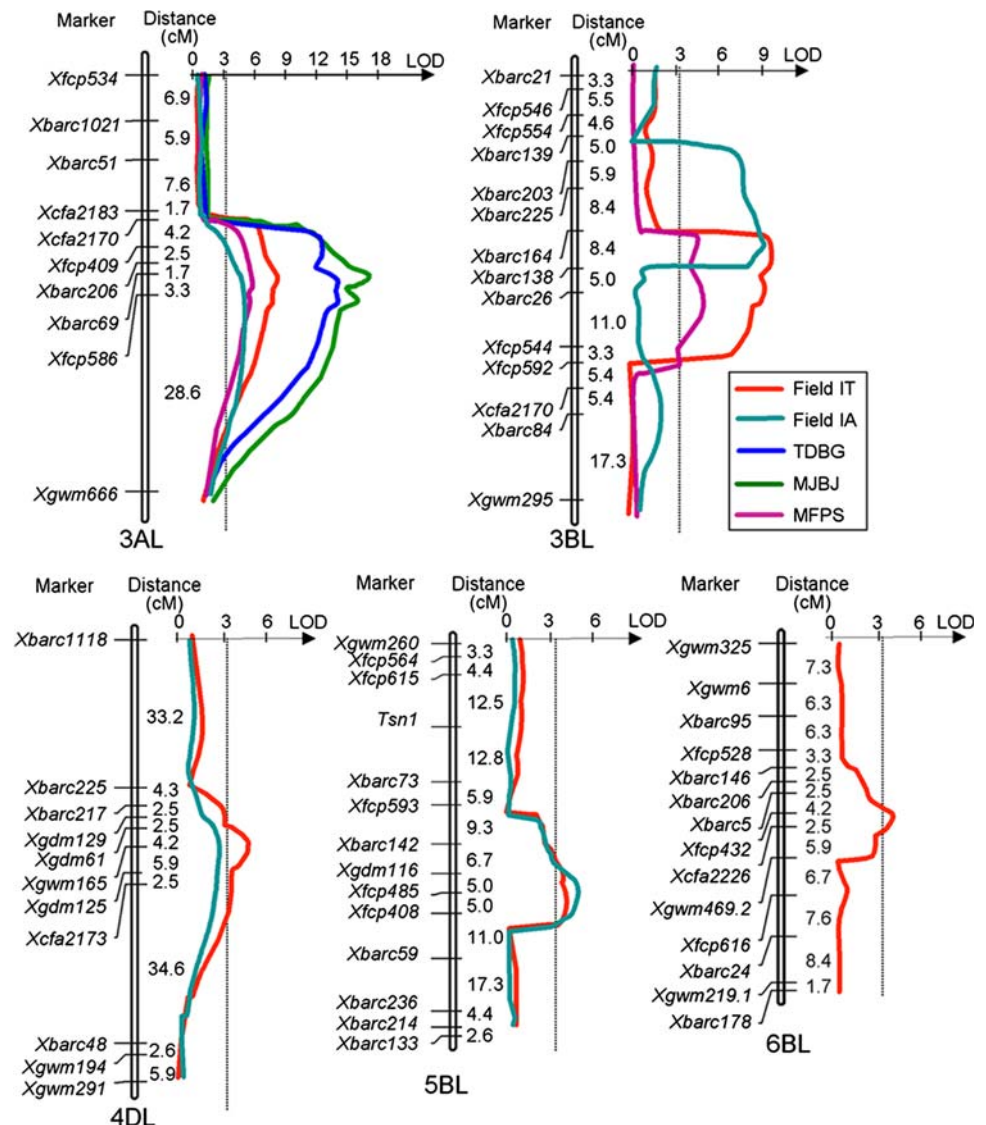 Marker
Distance
(cM)
0 3 6 9 12 15 18 LOD
Xfcp534
6.9
Xbarc1021
5.9
Xbarc51
7.6
Xcfa2183
1.7
Xcfa2170
4.2
Xfcp409
2.5
Xbarc206
1.7
Xbarc69
3.3
Xfcp586
28.6
Xgwm666
3AL
Marker
Distance
(cM)
0 3 6 9 LOD
Xbarc21
3.3
Xfcp546
5.5
Xfcp554
4.6
Xbarc139
5.0
Xbarc203
5.9
Xbarc225
8.4
Xbarc164
8.4
Xbarc138
5.0
Xbarc26
11.0
Xfcp544
3.3
Xfcp592
5.4
Xcfa2170
5.4
Xbarc84
17.3
Xgwm295
3BL
Field IT
Field IA
TDBG
MJBJ
MFPS
Marker
Distance
(cM)
0 3 6 LOD
Xbarc1118
33.2
Xbarc225
4.3
Xbarc217
2.5
Xgdm129
2.5
Xgdm61
4.2
Xgwm165
5.9
Xgdm125
2.5
Xcfa2173
34.6
Xbarc48
2.6
Xgwm194
5.9
Xgwm291
4DL
Marker
Distance
(cM)
0 3 6 LOD
Xgwm260
3.3
Xfcp564
4.4
Xfcp615
12.5
Tsn1
12.8
Xbarc73
5.9
Xfcp593
9.3
Xbarc142
6.7
Xgdm116
5.0
Xfcp485
5.0
Xfcp408
11.0
Xbarc59
17.3
Xbarc236
4.4
Xbarc214
2.6
Xbarc133
5BL
Marker
Distance
(cM)
0 3 6 LOD
Xgwm325
7.3
Xgwm6
6.3
Xbarc95
6.3
Xfcp528
3.3
Xbarc146
2.5
Xbarc206
2.5
Xbarc5
4.2
Xfcp432
2.5
Xcfa2226
5.9
Xgwm469.2
6.7
Xfcp616
7.6
Xbarc24
8.4
Xgwm219.1
1.7
Xbarc178
6BL